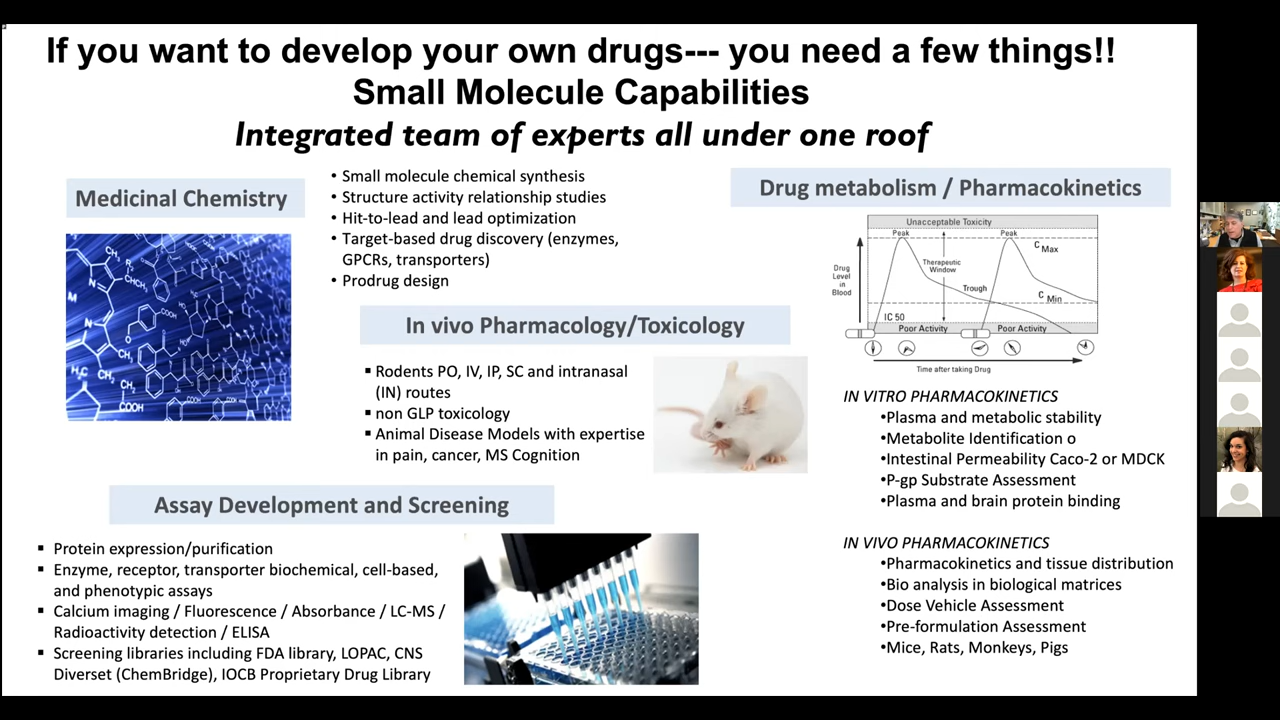 If you want to develop your own drugs--- you need a few things!!
Small Molecule Capabilities
Integrated team of experts all under one roof
Medicinal Chemistry
• Small molecule chemical synthesis
• Structure activity relationship studies
• Hit-to-lead and lead optimization
• Target-based drug discovery (enzymes,
GPCRs, transporters)
• Prodrug design
In vivo Pharmacology/Toxicology
▪ Rodents PO, IV, IP, SC and intranasal
(IN) routes
▪ non GLP toxicology
▪ Animal Disease Models with expertise
in pain, cancer, MS Cognition
Assay Development and Screening
▪ Protein expression/purification
▪ Enzyme, receptor, transporter biochemical, cell-based,
and phenotypic assays
▪ Calcium imaging / Fluorescence / Absorbance / LC-MS /
Radioactivity detection / ELISA
▪ Screening libraries including FDA library, LOPAC, CNS
Diverset (ChemBridge), IOCB Proprietary Drug Library
Drug metabolism / Pharmacokinetics
Unacceptable Toxicity
Peak
Peak
C Max
Therapeutic
Window
Drug
Level
in
Blood
Trough
C Min
IC 50
Poor Activity
Poor Activity
Time after taking Drug
IN VITRO PHARMACOKINETICS
•Plasma and metabolic stability
•Metabolite Identification o
•Intestinal Permeability Caco-2 or MDCK
•P-gp Substrate Assessment
•Plasma and brain protein binding
IN VIVO PHARMACOKINETICS
•Pharmacokinetics and tissue distribution
•Bio analysis in biological matrices
•Dose Vehicle Assessment
•Pre-formulation Assessment
•Mice, Rats, Monkeys, Pigs